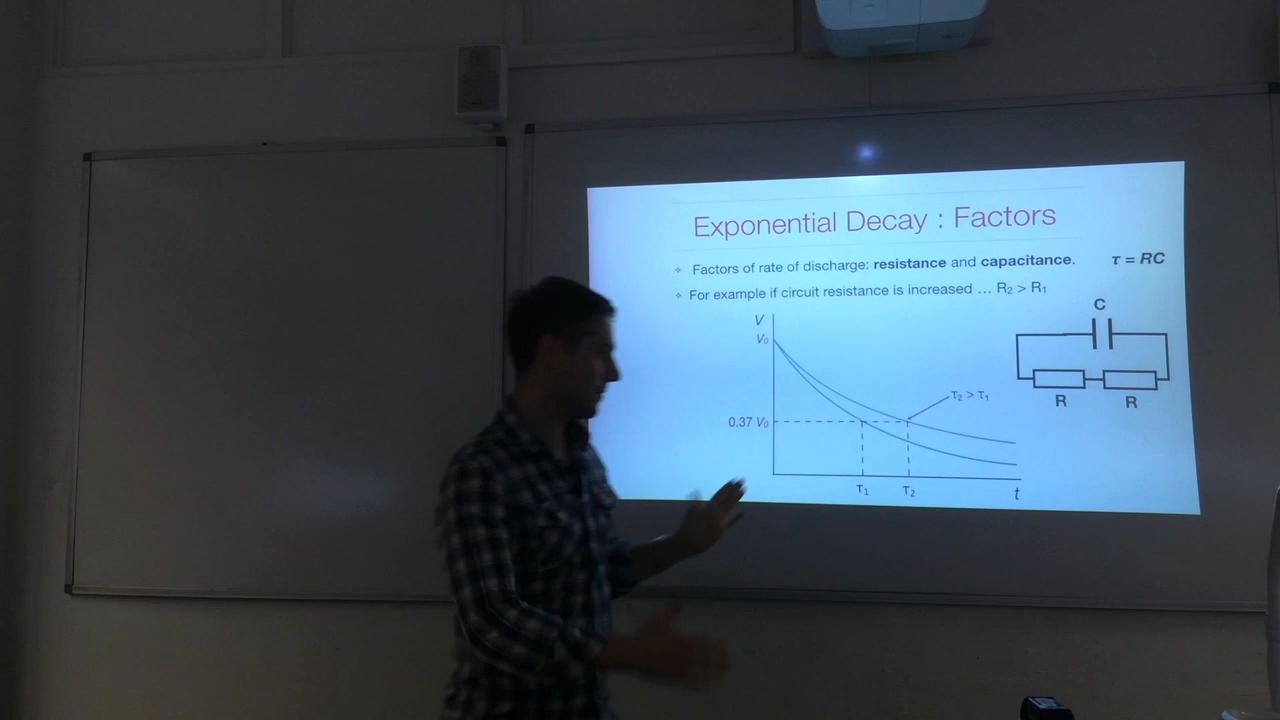 Exponential Decay : Factors
Factors of rate of discharge: resistance and capacitance.
τ = RC
For example if circuit resistance is increased … R₂ > R₁
C
V
V₀
τ₂ > τ₁
R
R
0.37 V₀
τ₁
τ₂
t